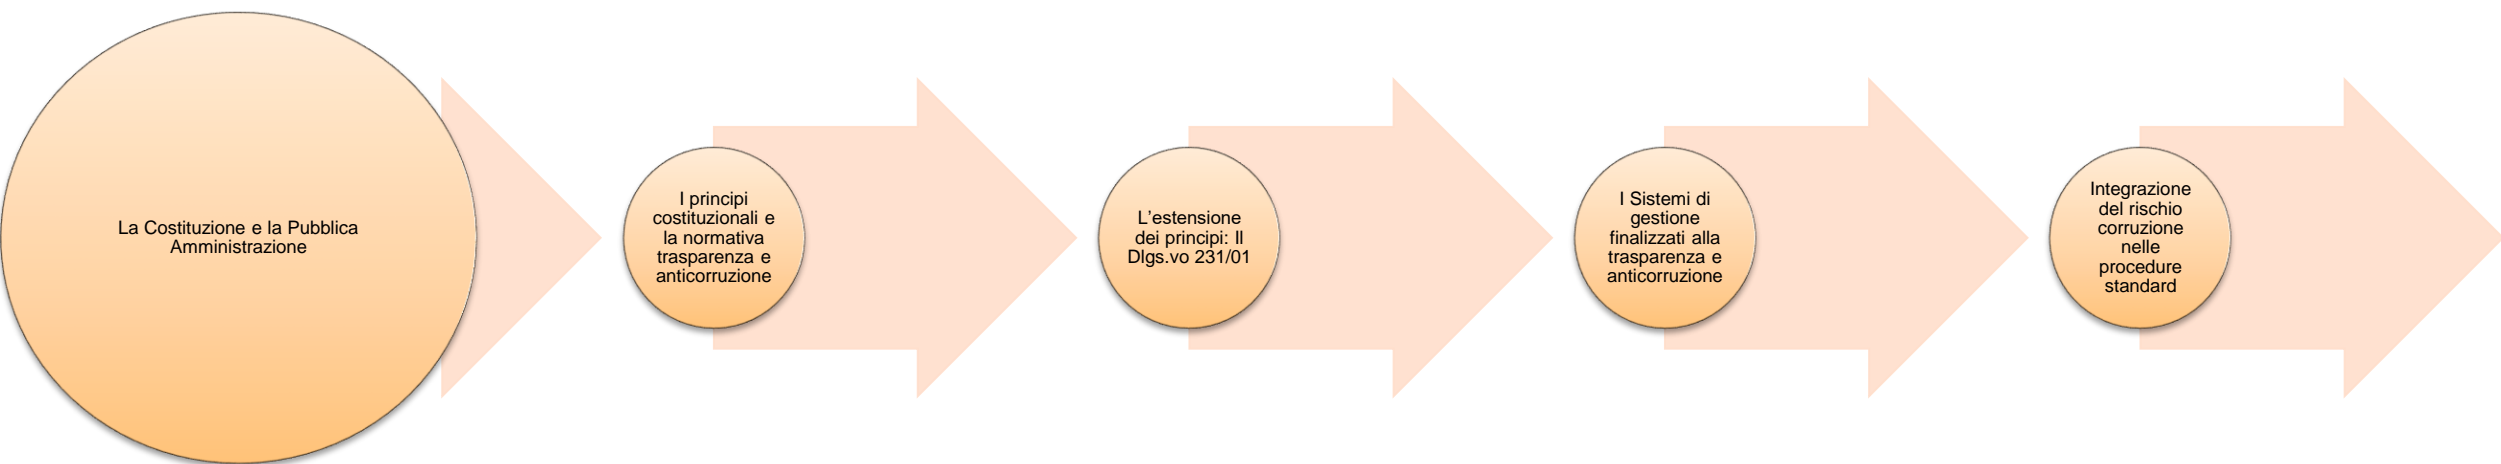 La Costituzione e la Pubblica
Amministrazione
I principi
costituzionali e
la normativa
trasparenza e
anticorruzione
L’estensione
dei principi: Il
Dlgs.vo 231/01
I Sistemi di
gestione
finalizzati alla
trasparenza e
anticorruzione
Integrazione
del rischio
corruzione
nelle
procedure
standard